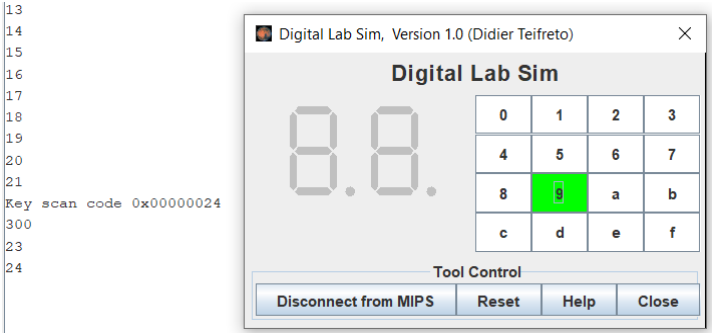 13
14
15
16
17
18
19
20
21
Key scan code 0x00000024
300
23
24
Digital Lab Sim, Version 1.0 (Didier Teifreto)
Digital Lab Sim
8.8.
0 1 2 3
4 5 6 7
8 9 a b
c d e f
Tool Control
Disconnect from MIPS Reset Help Close